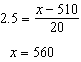 2.5 = (x − 510)/20
x = 560